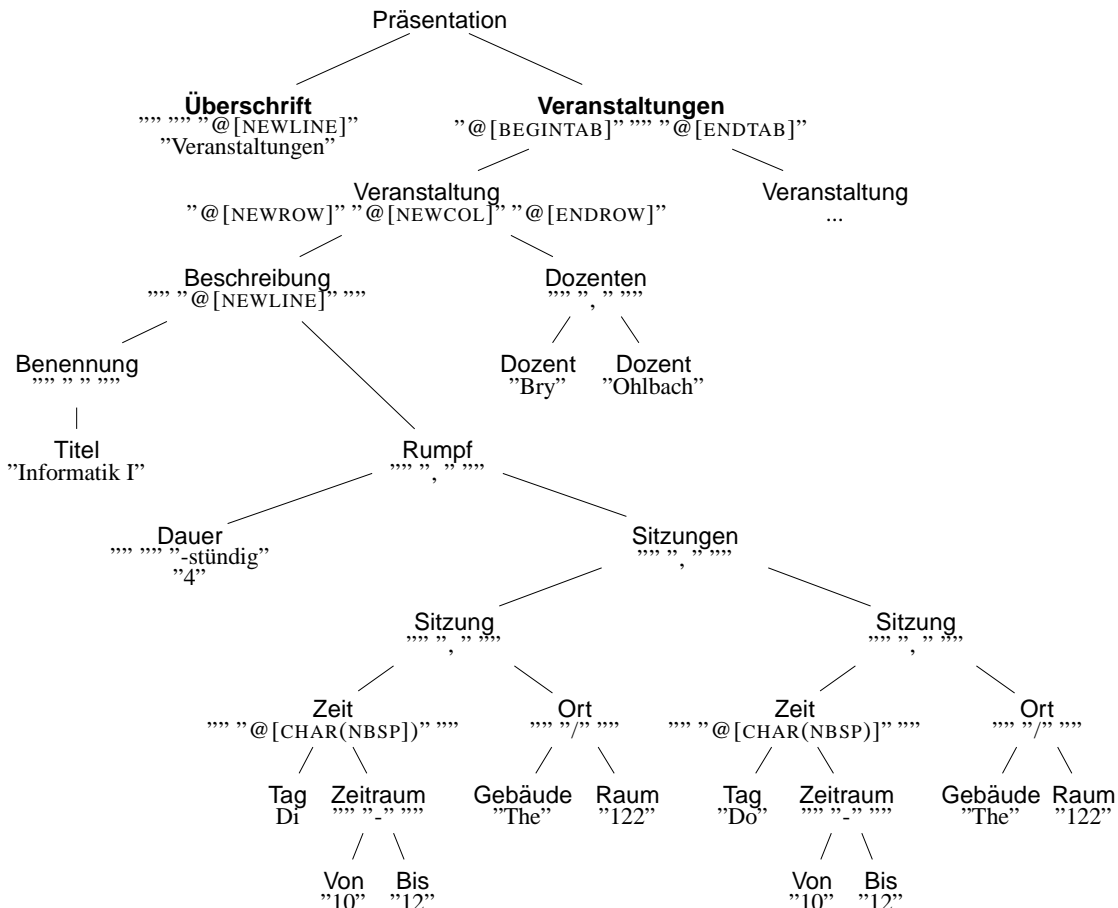 Präsentation
Überschrift Veranstaltungen
”” ”” ”@[NEWLINE]” ”@[BEGINTAB]” ”” ”@[ENDTAB]”
”Veranstaltungen”
Veranstaltung Veranstaltung
”@[NEWROW]” ”@[NEWCOL]” ”@[ENDROW]” ...
Beschreibung Dozenten
”” ”@[NEWLINE]” ”” ”” ”, ” ””
Benennung Dozent Dozent
”” ” ” ”” ”Bry” ”Ohlbach”
Titel Rumpf
”Informatik I” ”” ”, ” ””
Dauer Sitzungen
”” ”” ”-stündig” ”” ”, ” ””
”4”
Sitzung Sitzung
”” ”, ” ”” ”” ”, ” ””
Zeit Ort Zeit Ort
”” ”@[CHAR(NBSP])” ”” ”” ”/” ”” ”” ”@[CHAR(NBSP)]” ”” ”” ”/” ””
Tag Zeitraum Gebäude Raum Tag Zeitraum Gebäude Raum
Di ”” ”-” ”” ”The” ”122” ”Do” ”” ”-” ”” ”The” ”122”
Von Bis Von Bis
”10” ”12” ”10” ”12”